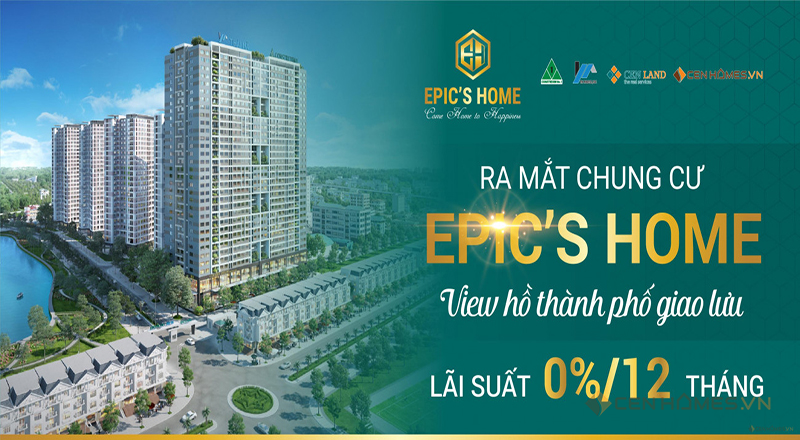 EPIC'S HOME
Come Home to Happiness
CEN LAND
CENHOMES.VN
RA MẮT CHUNG CƯ
EPIC'S HOME
View hồ thành phố giao lưu
LÃI SUẤT 0%/12 THÁNG
CENHOMES.VN